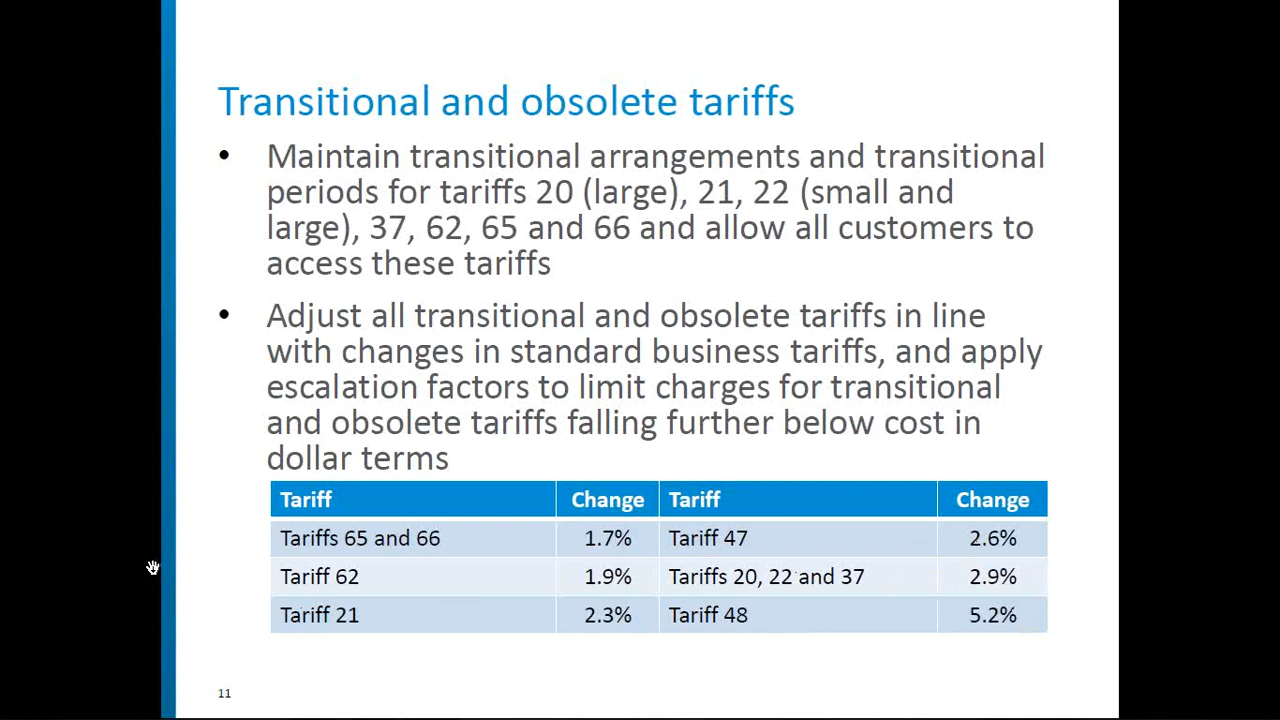 Transitional and obsolete tariffs
• Maintain transitional arrangements and transitional
periods for tariffs 20 (large), 21, 22 (small and
large), 37, 62, 65 and 66 and allow all customers to
access these tariffs
• Adjust all transitional and obsolete tariffs in line
with changes in standard business tariffs, and apply
escalation factors to limit charges for transitional
and obsolete tariffs falling further below cost in
dollar terms
Tariff Change Tariff Change
Tariffs 65 and 66 1.7% Tariff 47 2.6%
Tariff 62 1.9% Tariffs 20, 22 and 37 2.9%
Tariff 21 2.3% Tariff 48 5.2%
11